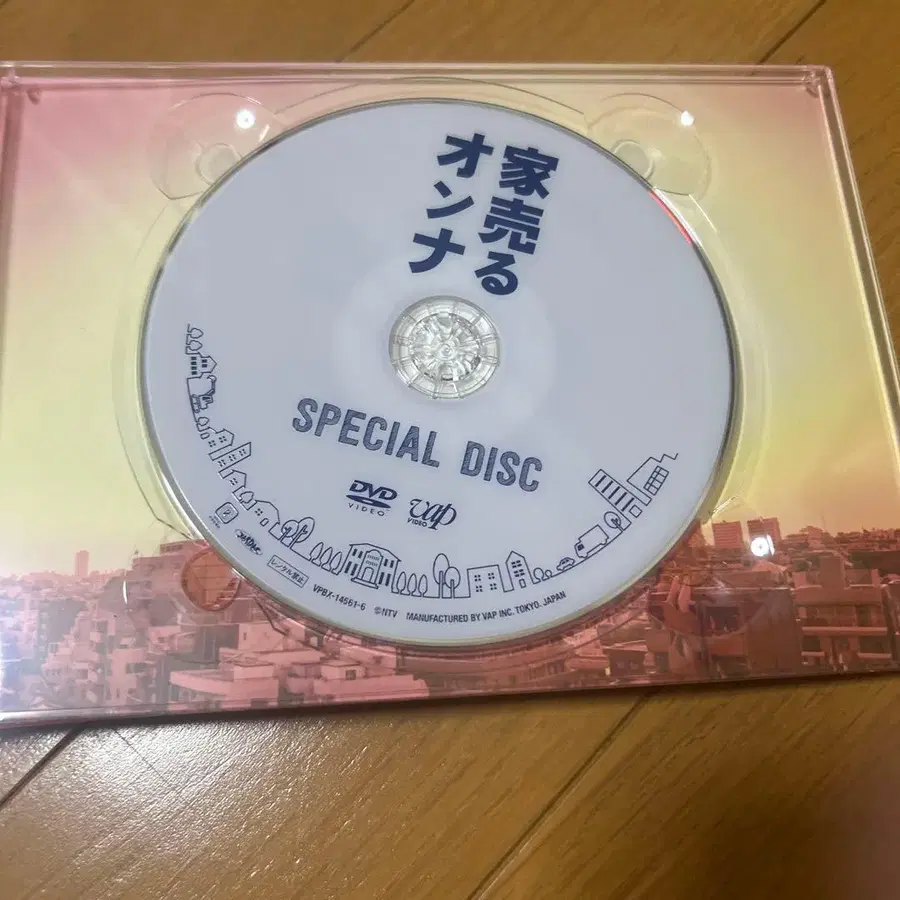 家売る
オンナ
SPECIAL DISC
DVD
VIDEO
vap
VIDEO
2
レンタル禁止
VPBX-14561-6 ©NTV MANUFACTURED BY VAP INC. TOKYO. JAPAN